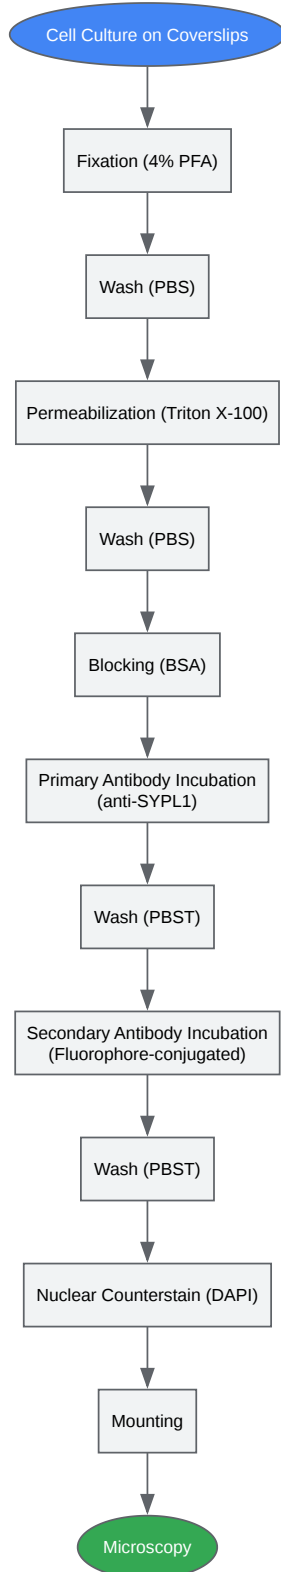 Cell Culture on Coverslips
Fixation (4% PFA)
Wash (PBS)
Permeabilization (Triton X-100)
Wash (PBS)
Blocking (BSA)
Primary Antibody Incubation
(anti-SYPL1)
Wash (PBST)
Secondary Antibody Incubation
(Fluorophore-conjugated)
Wash (PBST)
Nuclear Counterstain (DAPI)
Mounting
Microscopy